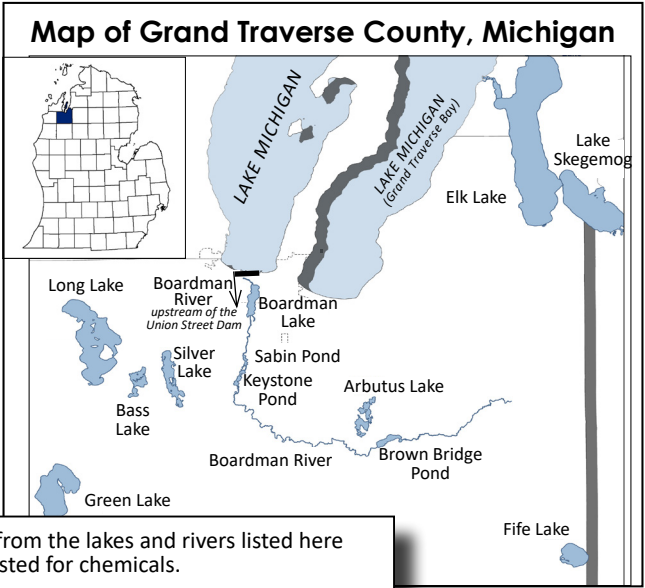 Map of Grand Traverse County, Michigan
LAKE MICHIGAN
LAKE MICHIGAN
(Grand Traverse Bay)
Lake
Skegemog
Elk Lake
Long Lake
Boardman
River
upstream of the
Union Street Dam
Boardman
Lake
Silver
Lake
Sabin Pond
Keystone
Pond
Arbutus Lake
Bass
Lake
Boardman River
Brown Bridge
Pond
Green Lake
Fife Lake
from the lakes and rivers listed here
sted for chemicals.